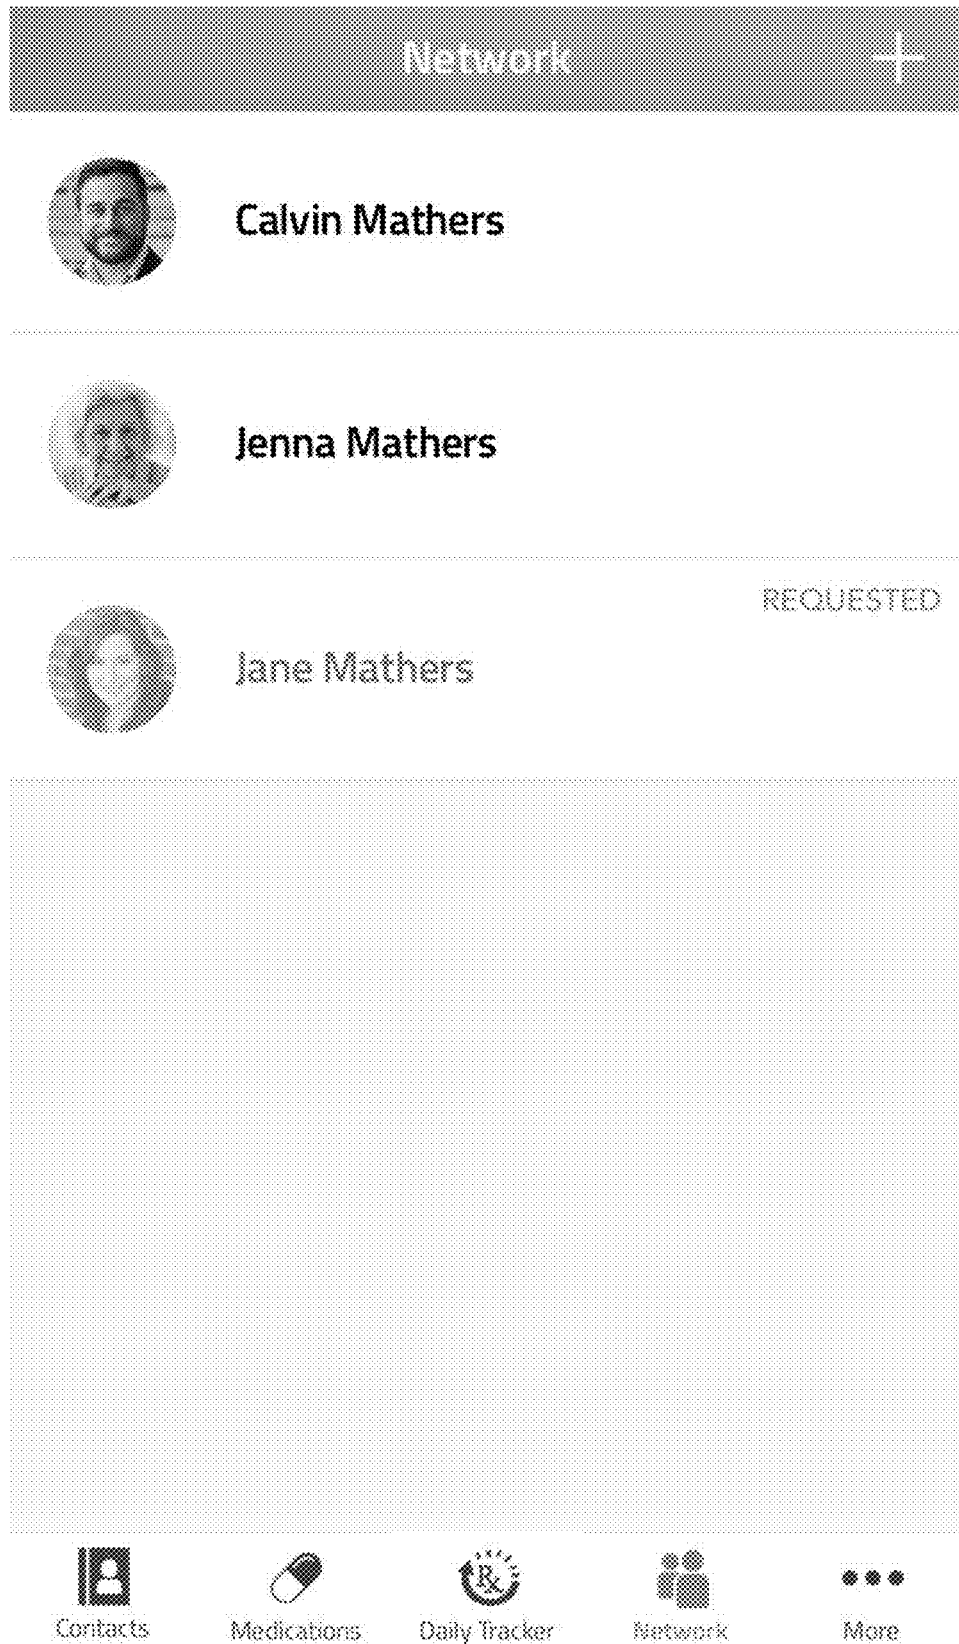 Network
Calvin Mathers
Jenna Mathers
REQUESTED
Jane Mathers
Contacts
Medications
Daily Tracker
Network
More